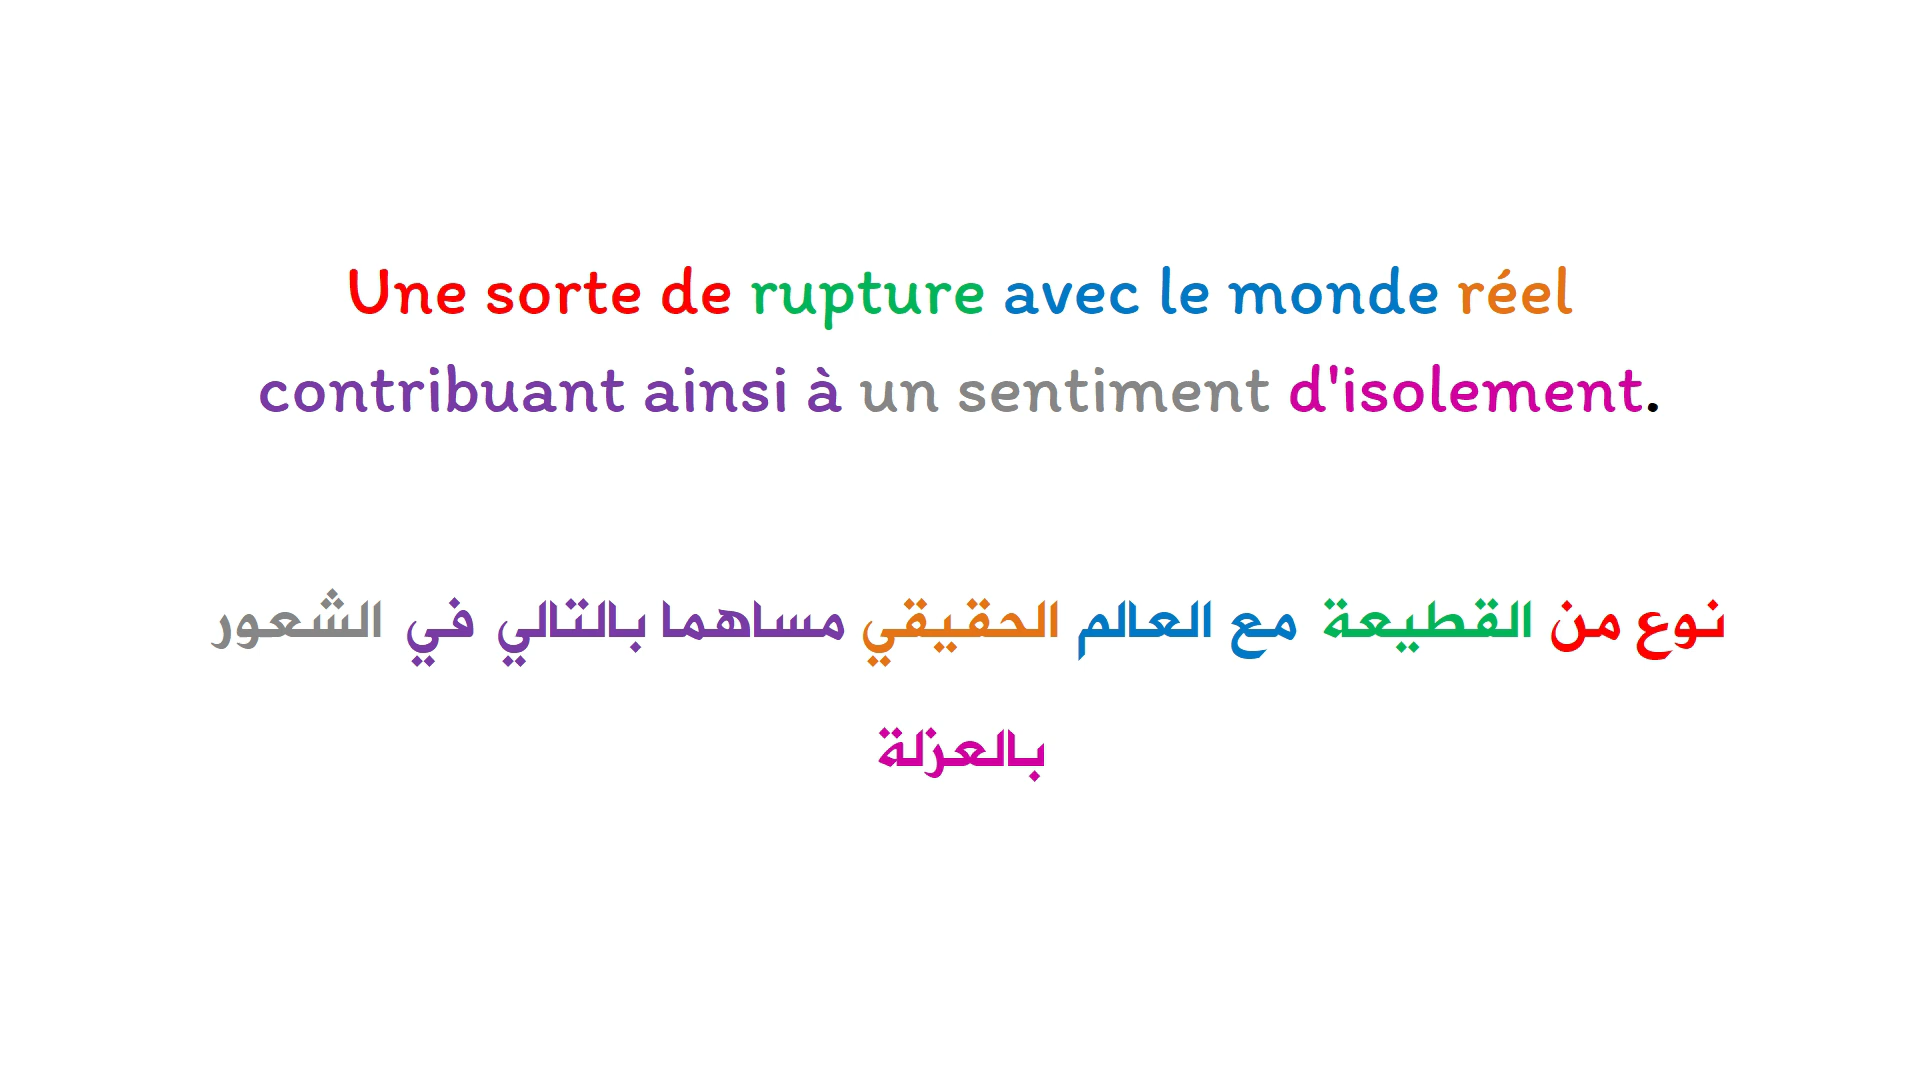 Une sorte de rupture avec le monde réel
contribuant ainsi à un sentiment d'isolement.
نوع من القطيعة مع العالم الحقيقي مساهما بالتالي في الشعور
بالعزلة